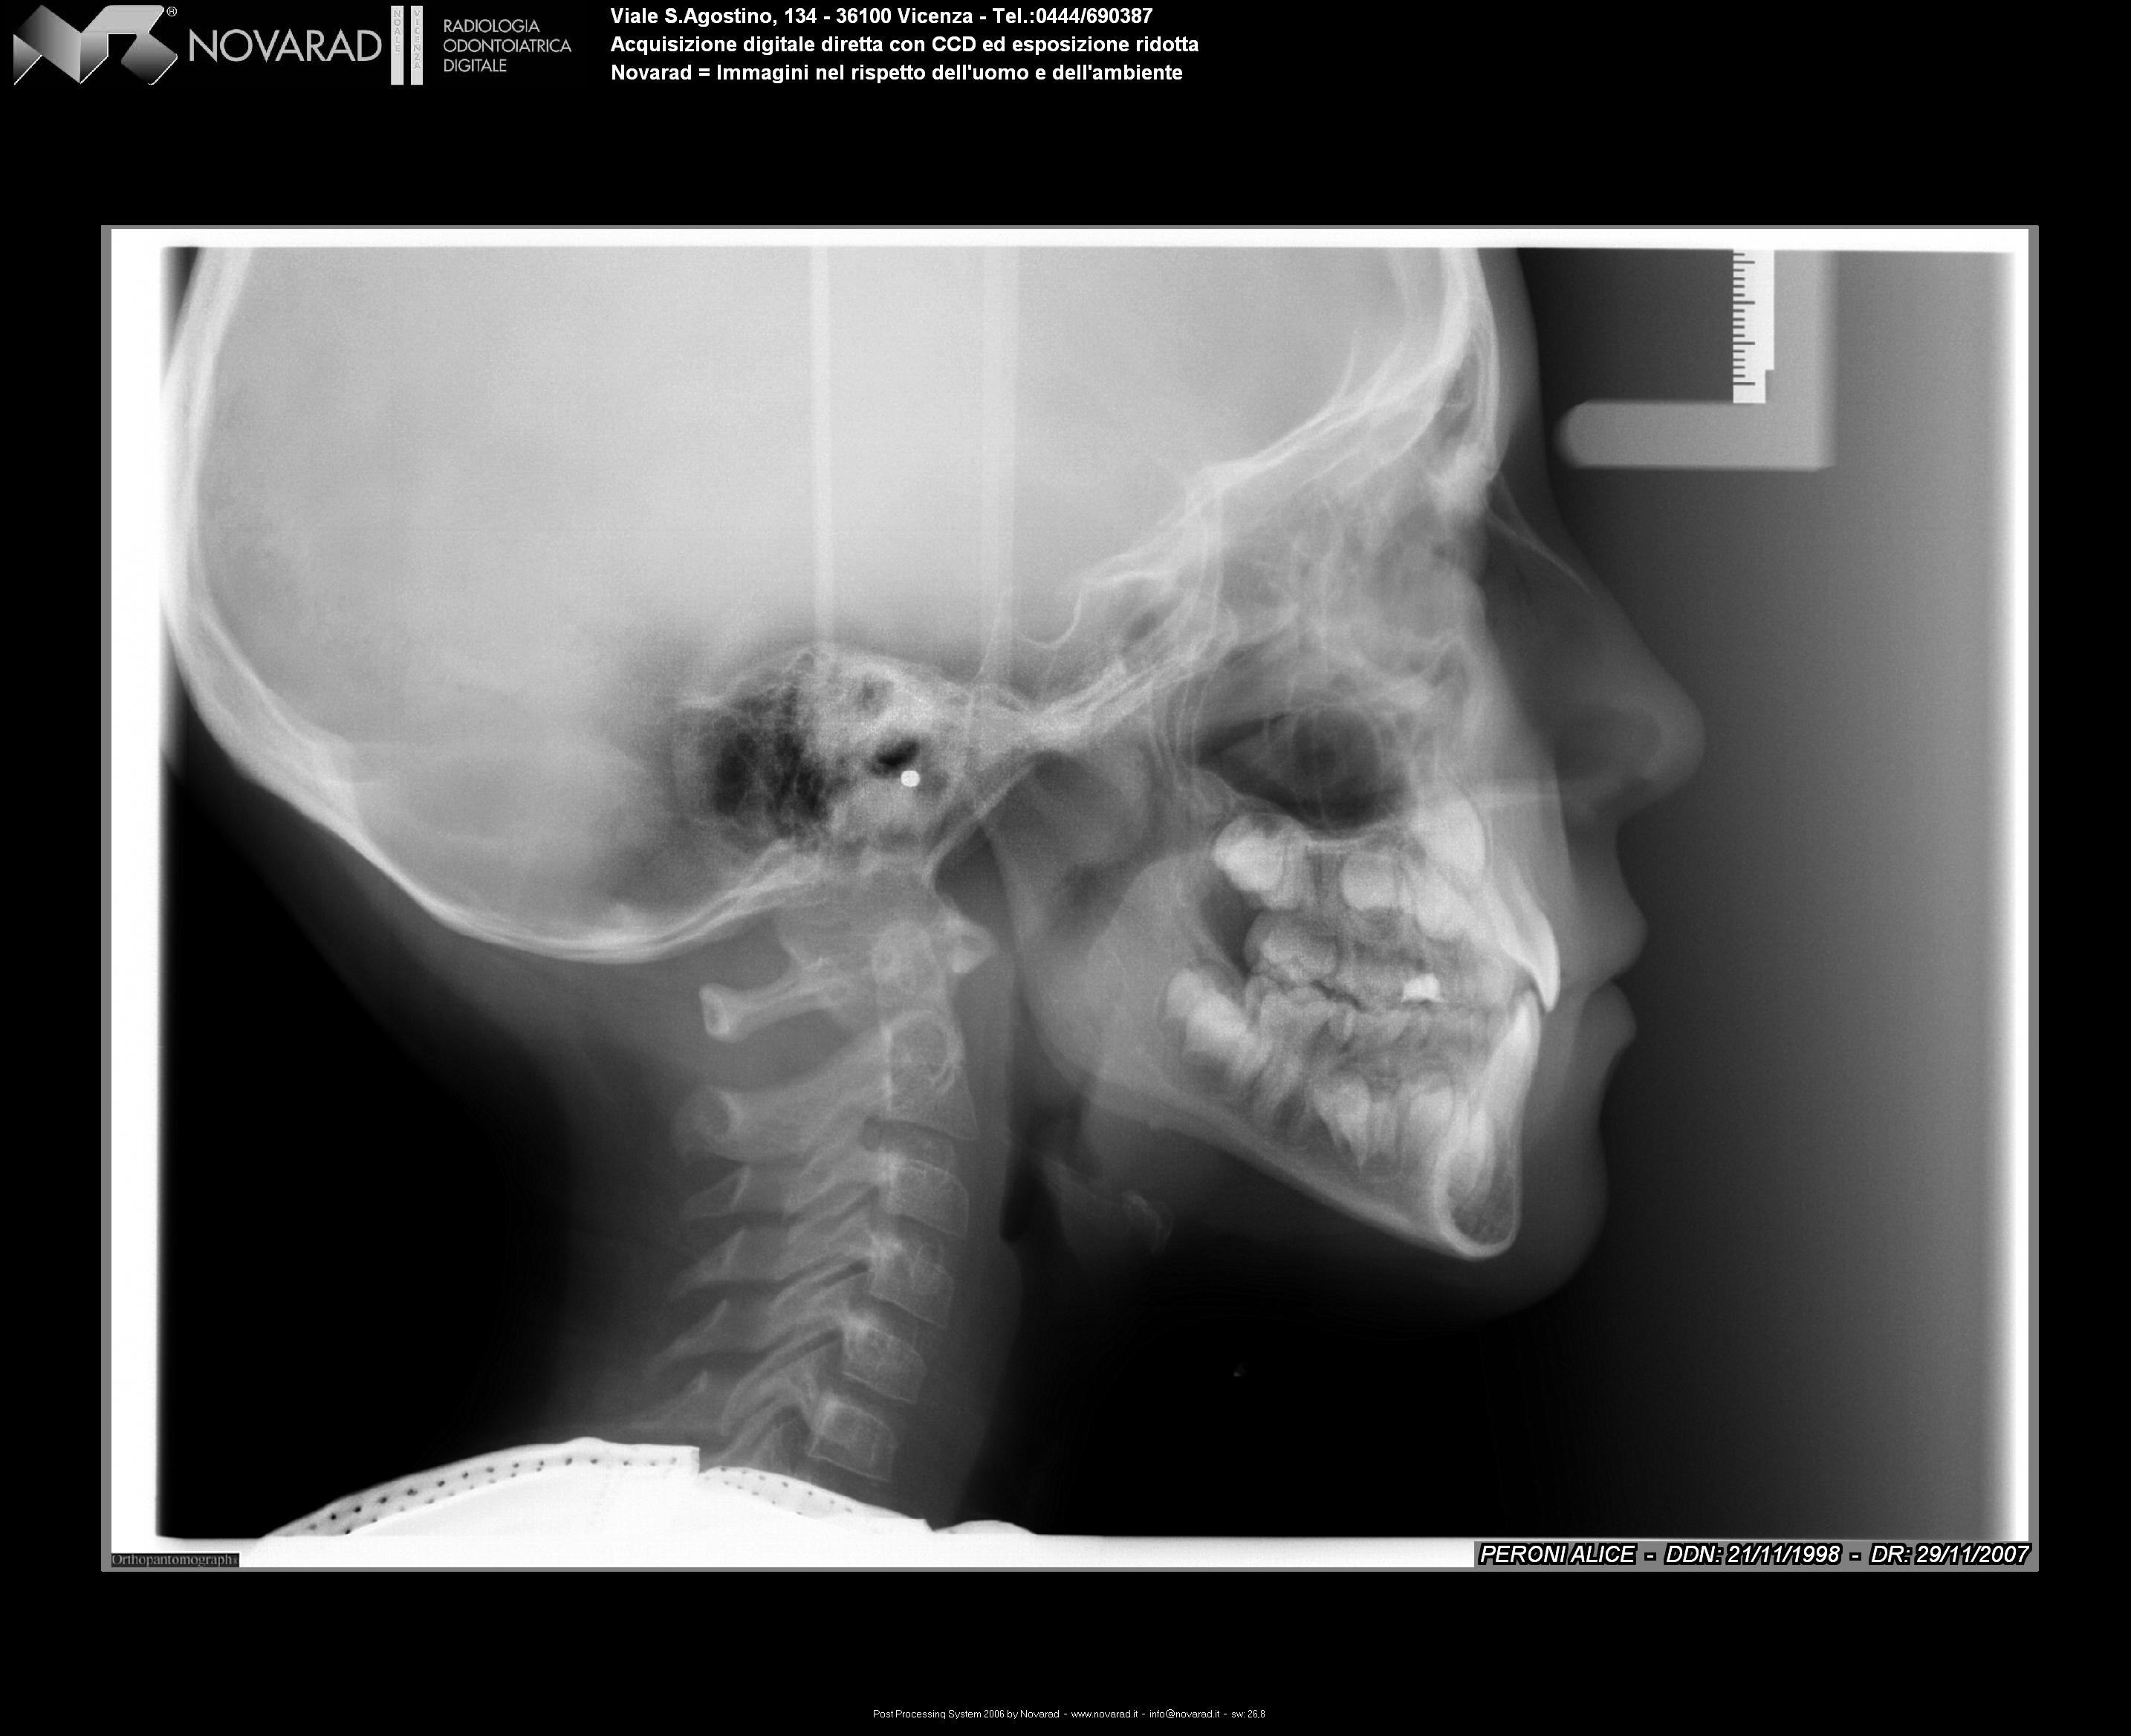 NOVARAD
NOALE
VICENZA
RADIOLOGIA
ODONTOIATRICA
DIGITALE
Viale S.Agostino, 134 - 36100 Vicenza - Tel.:0444/690387
Acquisizione digitale diretta con CCD ed esposizione ridotta
Novarad = Immagini nel rispetto dell'uomo e dell'ambiente
Orthopantomograph
PERONI ALICE - DDN: 21/11/1998 - DR: 29/11/2007
Post Processing System 2006 by Novarad - www.novarad.it - info@novarad.it - sw: 26,8